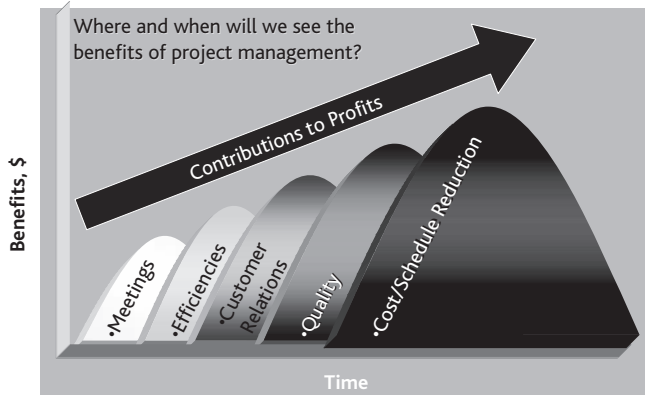 Where and when will we see the
benefits of project management?
Contributions to Profits
Benefits, $
•Meetings
•Efficiencies
•Customer
Relations
•Quality
•Cost/Schedule Reduction
Time